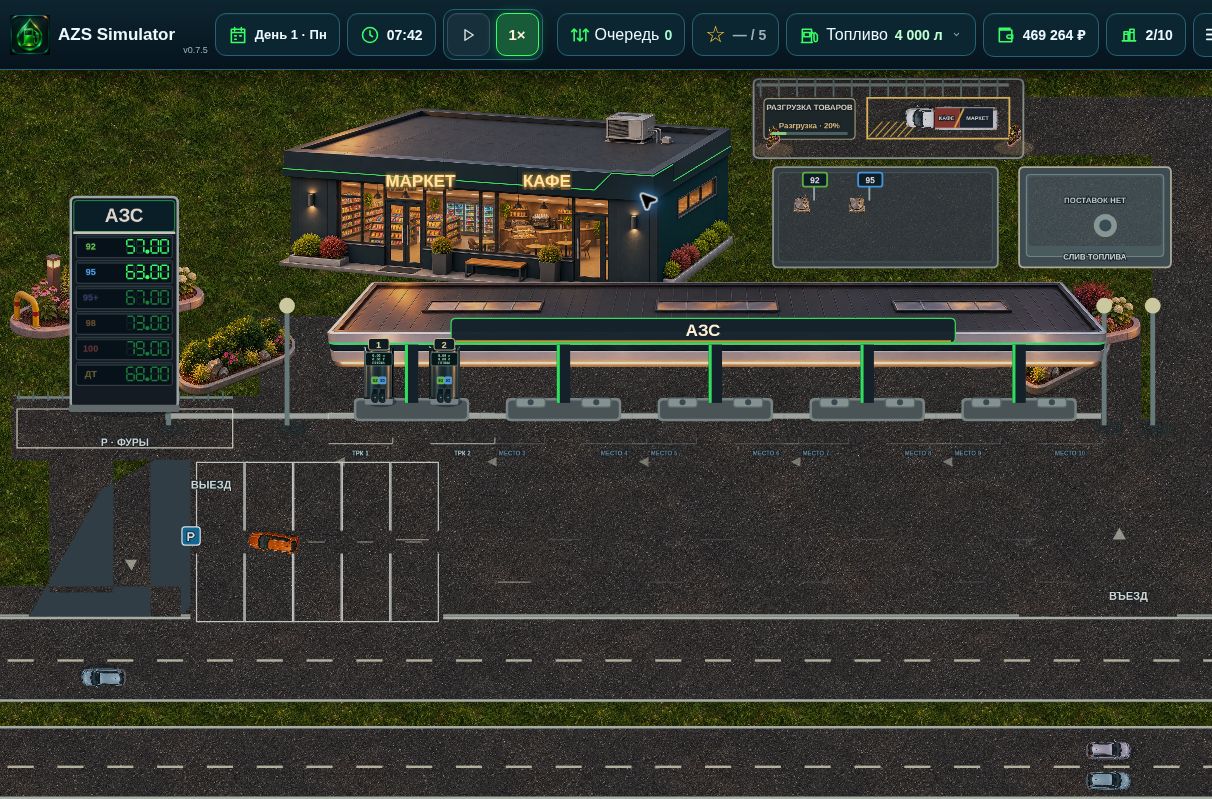 AZS Simulator
v0.7.5
День 1 · Пн
07:42
1×
Очередь 0
— / 5
Топливо 4 000 л
469 264 ₽
2/10
РАЗГРУЗКА ТОВАРОВ
Разгрузка · 20%
КАФЕ МАРКЕТ
МАРКЕТ КАФЕ
92 95
ПОСТАВОК НЕТ
СЛИВ ТОПЛИВА
АЗС
92 57.00
95 63.00
95+ 67.00
98 73.00
100 79.00
ДТ 68.00
АЗС
1 2
Р · ФУРЫ
ТРК 1 ТРК 2 МЕСТО 3 МЕСТО 4 МЕСТО 5 МЕСТО 6 МЕСТО 7 МЕСТО 8 МЕСТО 9 МЕСТО 10
ВЫЕЗД
P
ВЪЕЗД